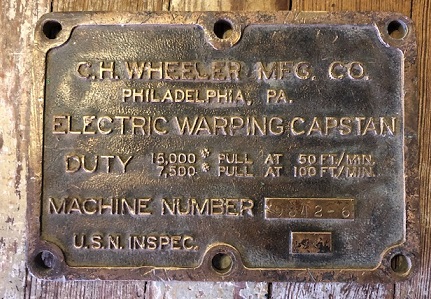 C.H. WHEELER MFG. CO.
PHILADELPHIA, PA.
ELECTRIC WARPING CAPSTAN
DUTY 15,000 # PULL AT 50 FT./MIN.
7,500 # PULL AT 100 FT./MIN.
MACHINE NUMBER
U.S.N. INSPEC.